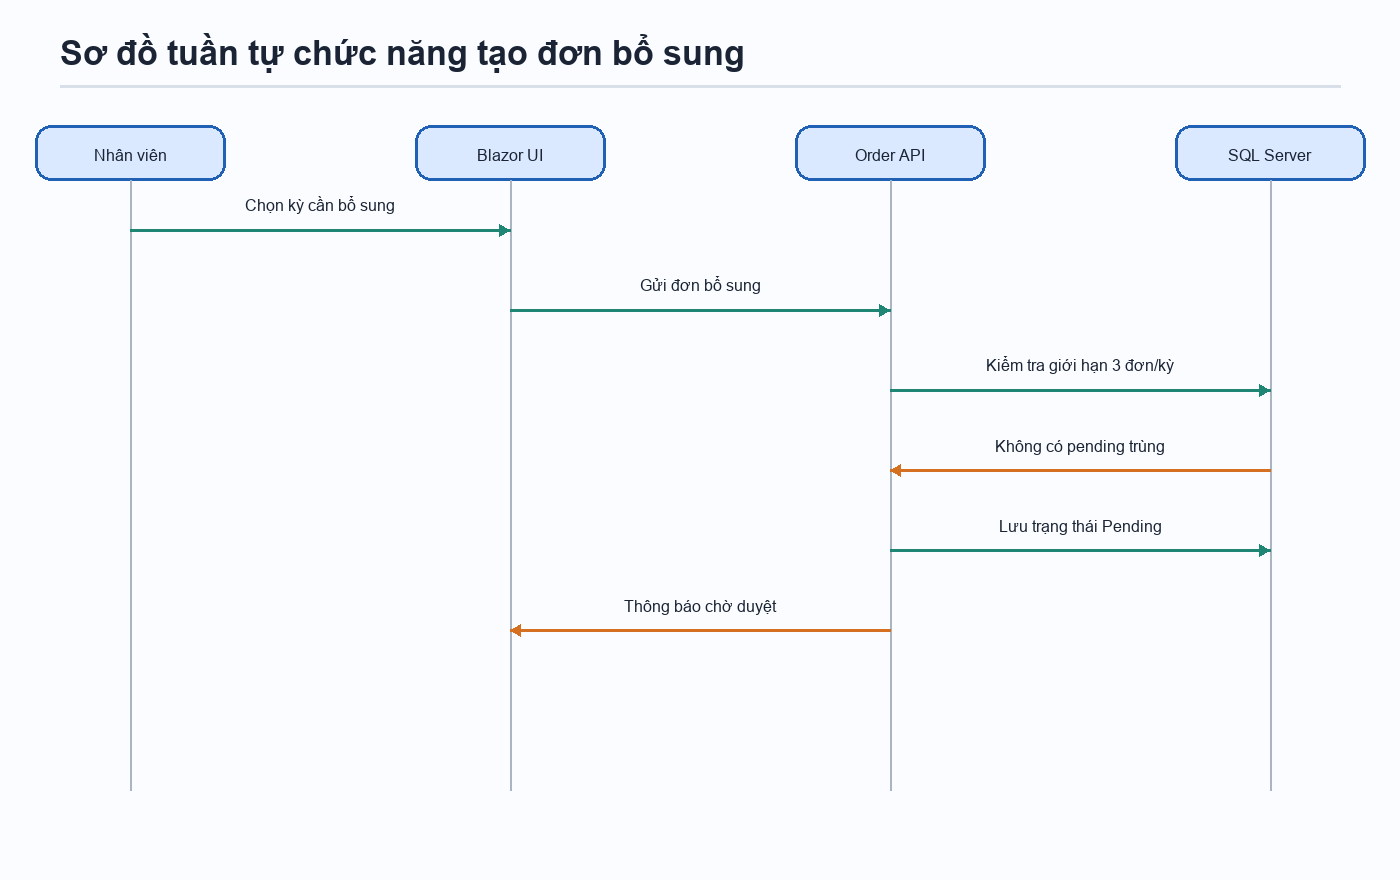 Sơ đồ tuần tự chức năng tạo đơn bổ sung
Nhân viên
Blazor UI
Order API
SQL Server
Chọn kỳ cần bổ sung
Gửi đơn bổ sung
Kiểm tra giới hạn 3 đơn/kỳ
Không có pending trùng
Lưu trạng thái Pending
Thông báo chờ duyệt